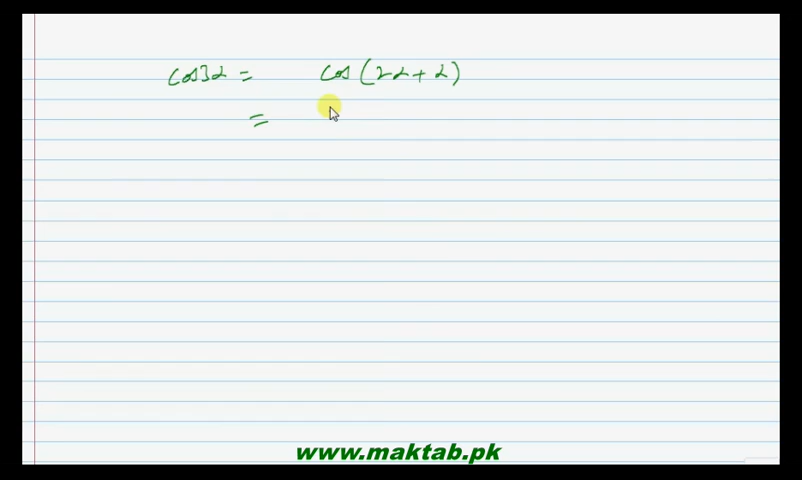 cos3α = cos(2α+α)
=
www.maktab.pk